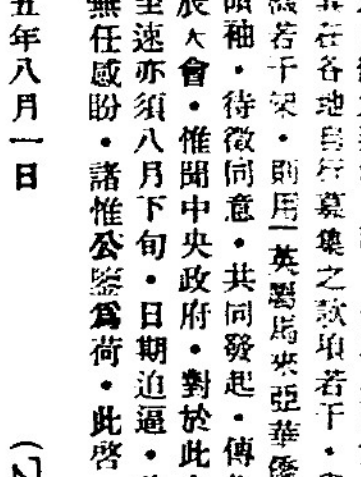 其在各地自行募集之款項若干・
若干架・則用「英屬馬來亞華僑
領袖・待徵同意・共同發起・傳
大會・惟聞中央政府・對於此
至速亦須八月下旬・日期迫逼・
無任感盼・諸惟公鑒爲荷・此啓
五年八月一日